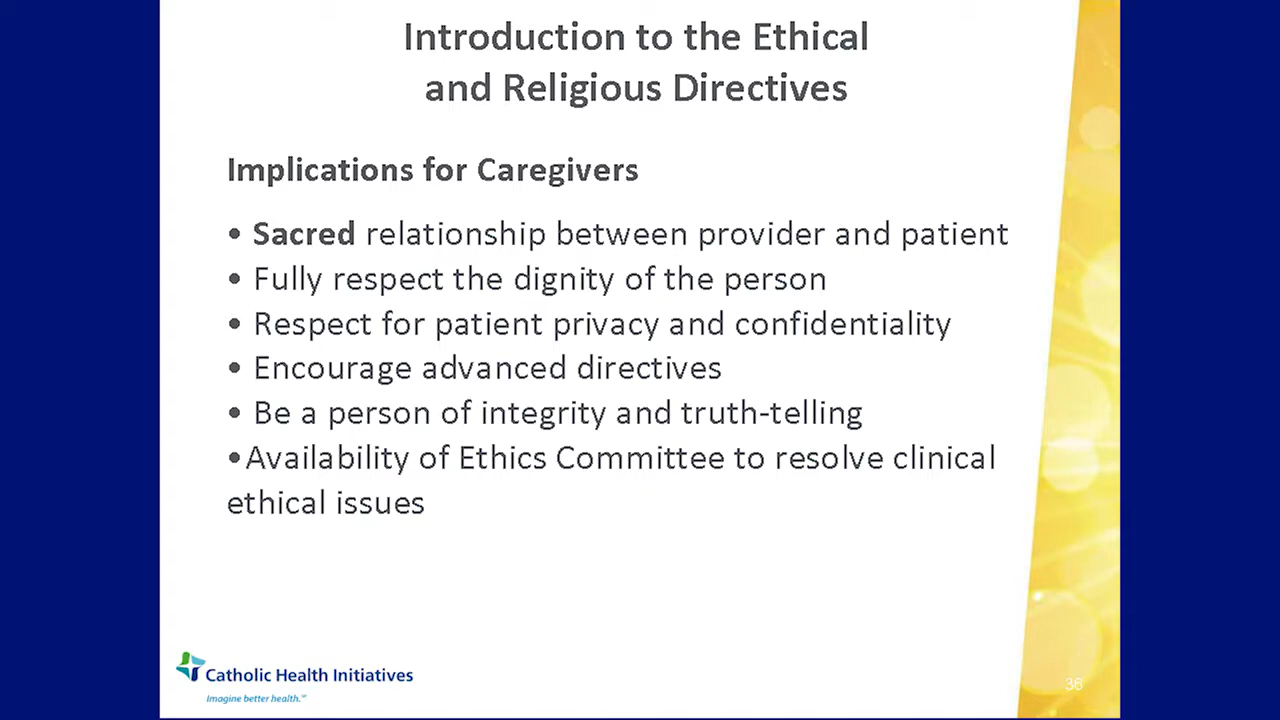 Introduction to the Ethical
and Religious Directives
Implications for Caregivers
• Sacred relationship between provider and patient
• Fully respect the dignity of the person
• Respect for patient privacy and confidentiality
• Encourage advanced directives
• Be a person of integrity and truth-telling
•Availability of Ethics Committee to resolve clinical
ethical issues
Catholic Health Initiatives
Imagine better health.℠
36